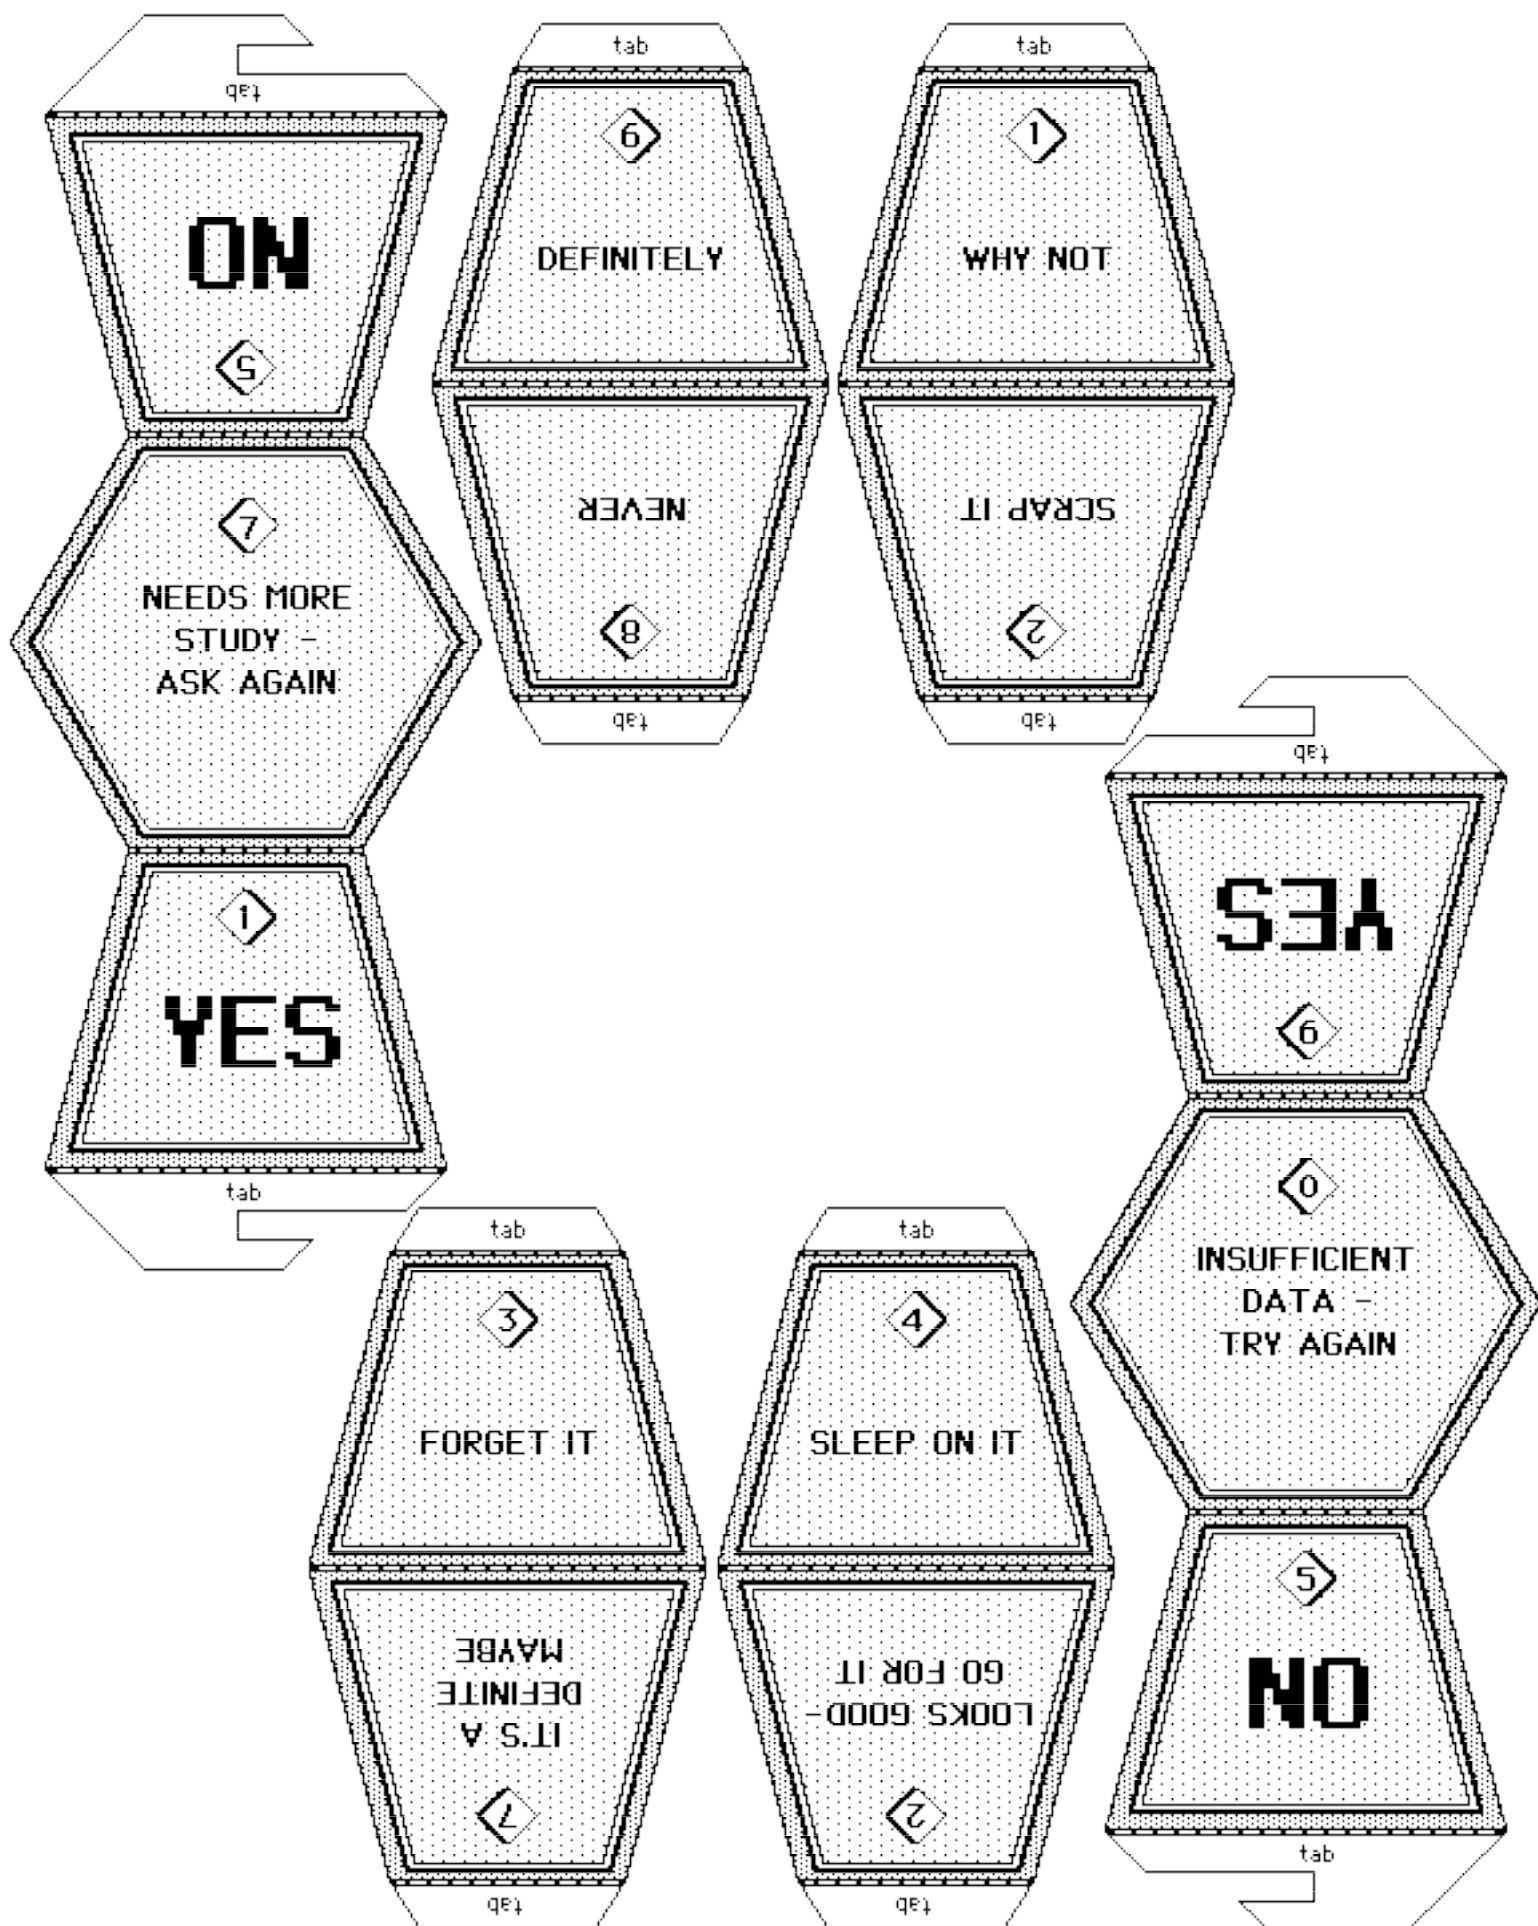 tab
NO
5
7
NEEDS MORE
STUDY -
ASK AGAIN
1
YES
tab
tab
6
DEFINITELY
NEVER
8
tab
tab
1
WHY NOT
SCRAP IT
2
tab
tab
3
FORGET IT
IT'S A
DEFINITE
MAYBE
7
tab
tab
4
SLEEP ON IT
LOOKS GOOD-
GO FOR IT
2
tab
tab
YES
9
0
INSUFFICIENT
DATA -
TRY AGAIN
5
NO
tab